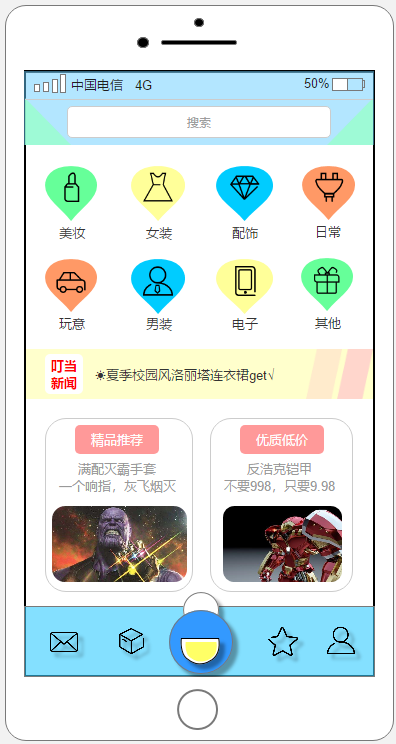 中国电信 4G 50%
搜索
美妆 女装 配饰 日常
玩意 男装 电子 其他
叮当
新闻
☀夏季校园风洛丽塔连衣裙get√
精品推荐 优质低价
满配灭霸手套 反浩克铠甲
一个响指，灰飞烟灭 不要998，只要9.98